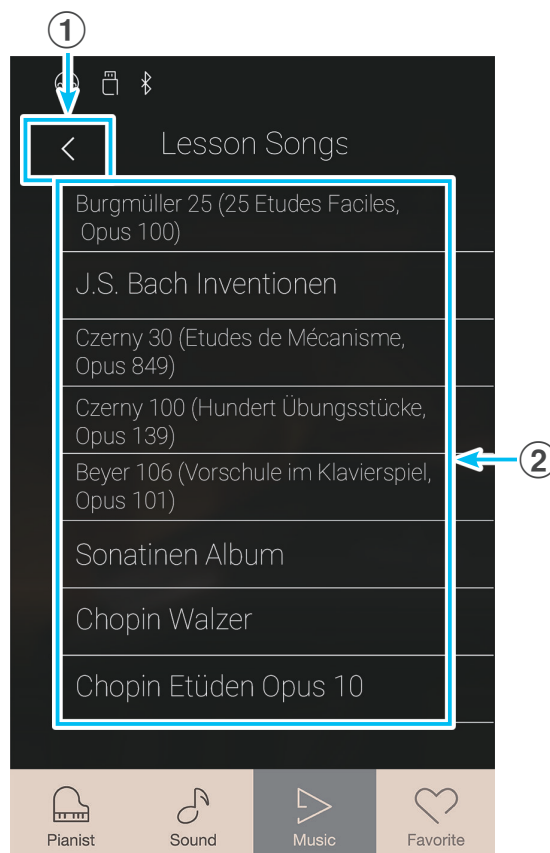 ①
Lesson Songs
Burgmüller 25 (25 Etudes Faciles,
Opus 100)
J.S. Bach Inventionen
Czerny 30 (Etudes de Mécanisme,
Opus 849)
Czerny 100 (Hundert Übungsstücke,
Opus 139)
②
Beyer 106 (Vorschule im Klavierspiel,
Opus 101)
Sonatinen Album
Chopin Walzer
Chopin Etüden Opus 10
Pianist Sound Music Favorite